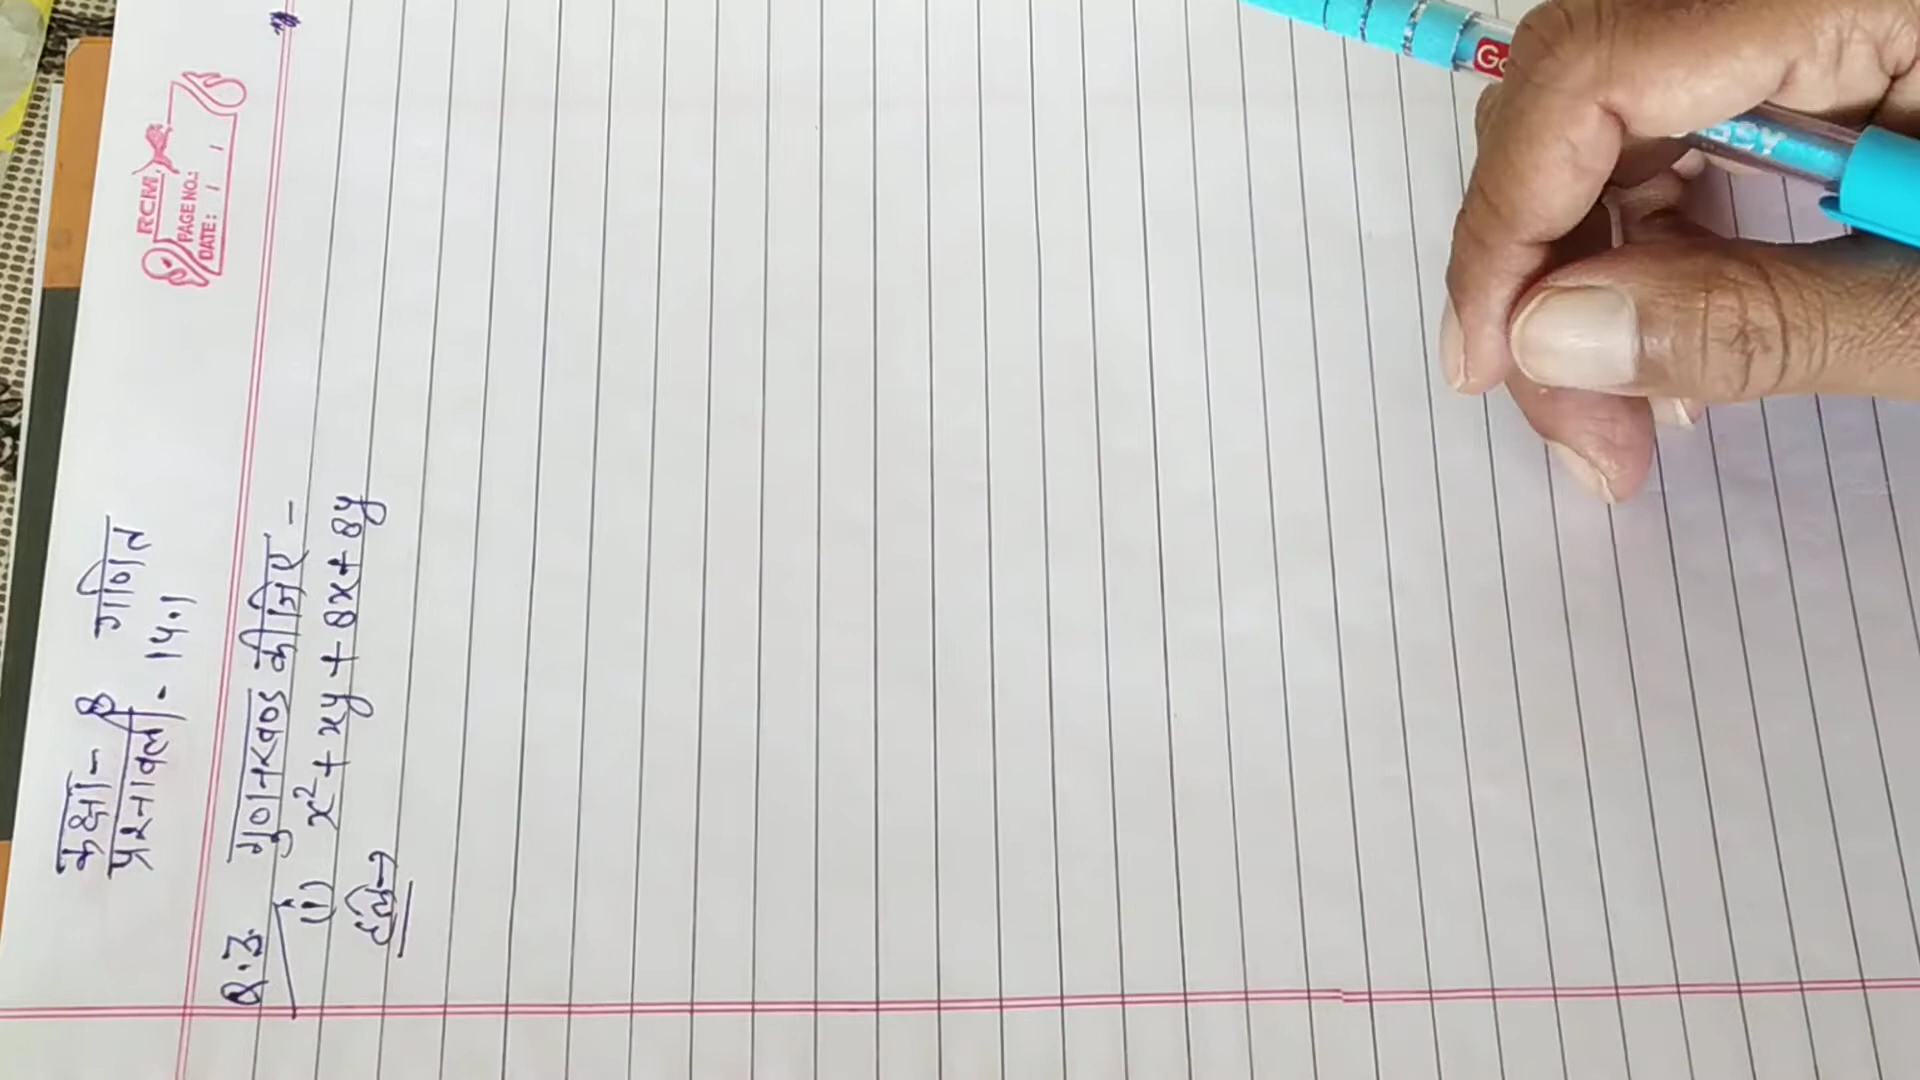 RCM
PAGE NO.:
DATE: / /
कक्षा - 8 गणित
प्रश्नावली - 14.1
Q.3. गुणनखण्ड कीजिए -
(i) x² + xy + 8x + 8y
हल →